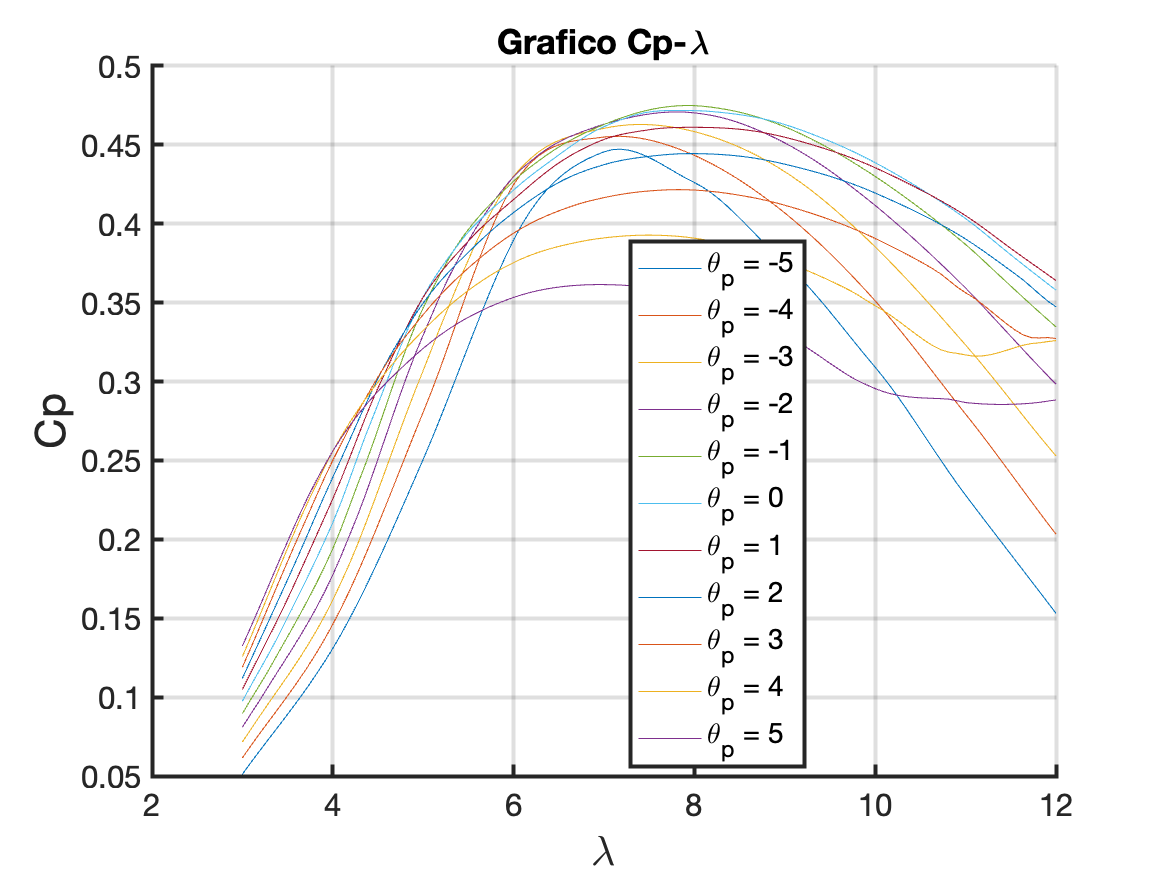 Grafico Cp-λ
0.5
0.45
0.4
0.35
0.3
0.25
0.2
0.15
0.1
0.05
Cp
2 4 6 8 10 12
λ
θp = -5
θp = -4
θp = -3
θp = -2
θp = -1
θp = 0
θp = 1
θp = 2
θp = 3
θp = 4
θp = 5